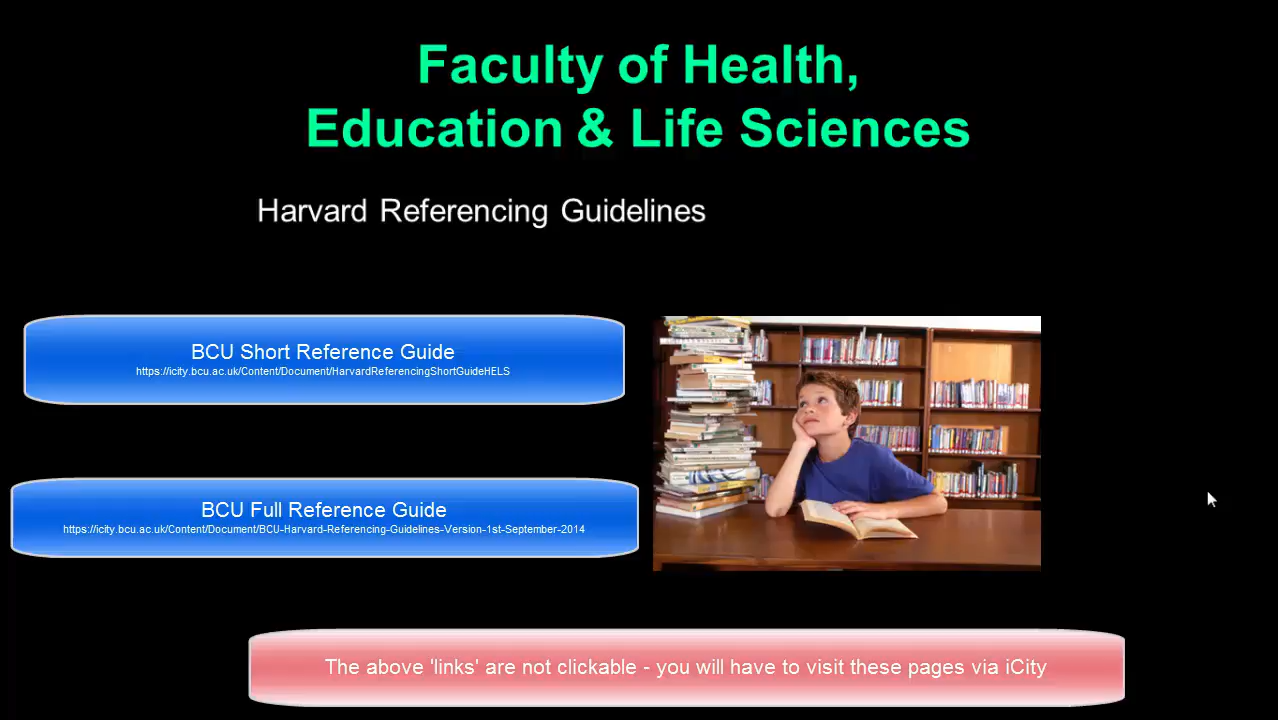 Faculty of Health,
Education & Life Sciences
Harvard Referencing Guidelines
BCU Short Reference Guide
https://icity.bcu.ac.uk/Content/Document/HarvardReferencingShortGuideHELS
BCU Full Reference Guide
https://icity.bcu.ac.uk/Content/Document/BCU-Harvard-Referencing-Guidelines-Version-1st-September-2014
The above 'links' are not clickable - you will have to visit these pages via iCity